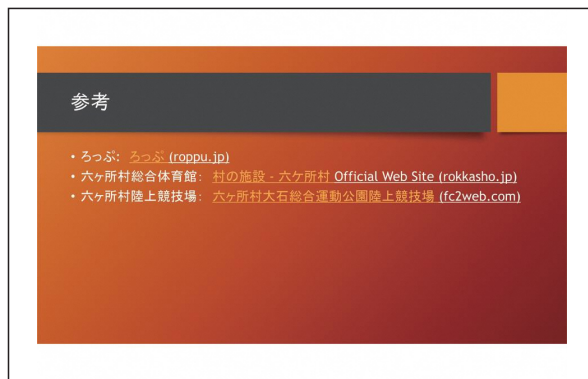 参考
• ろっぷ: ろっぷ (roppu.jp)
• 六ヶ所村総合体育館: 村の施設 - 六ケ所村 Official Web Site (rokkasho.jp)
• 六ヶ所村陸上競技場: 六ヶ所村大石総合運動公園陸上競技場 (fc2web.com)